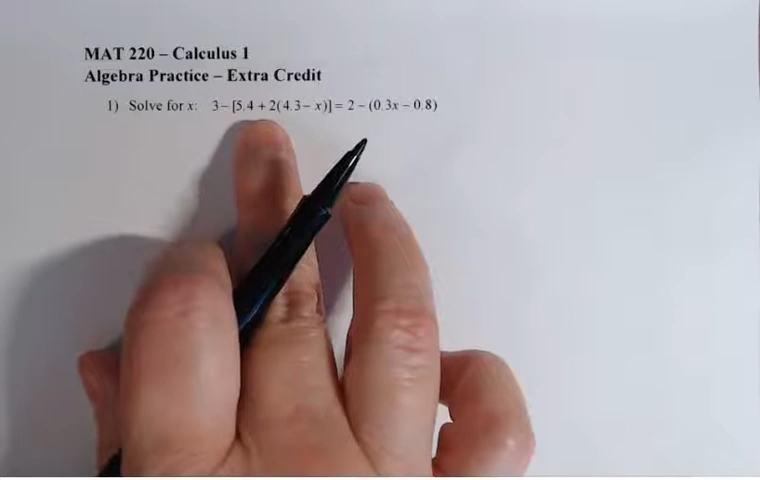 MAT 220 – Calculus 1
Algebra Practice – Extra Credit
1) Solve for x: 3 – [5.4 + 2(4.3 – x)] = 2 – (0.3x – 0.8)